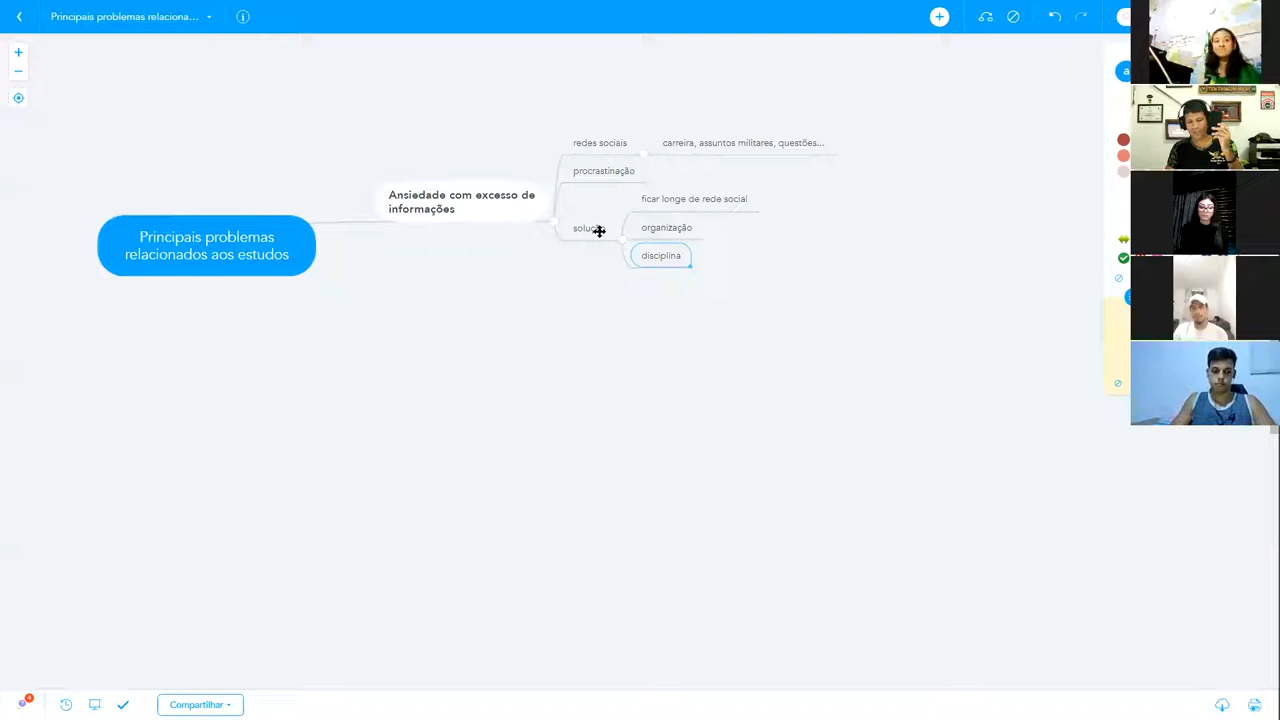 Principais problemas relaciona...
redes sociais
carreira, assuntos militares, questões...
procrastinação
Ansiedade com excesso de
informações
ficar longe de rede social
organização
disciplina
Principais problemas
relacionados aos estudos
a
4
Compartilhar